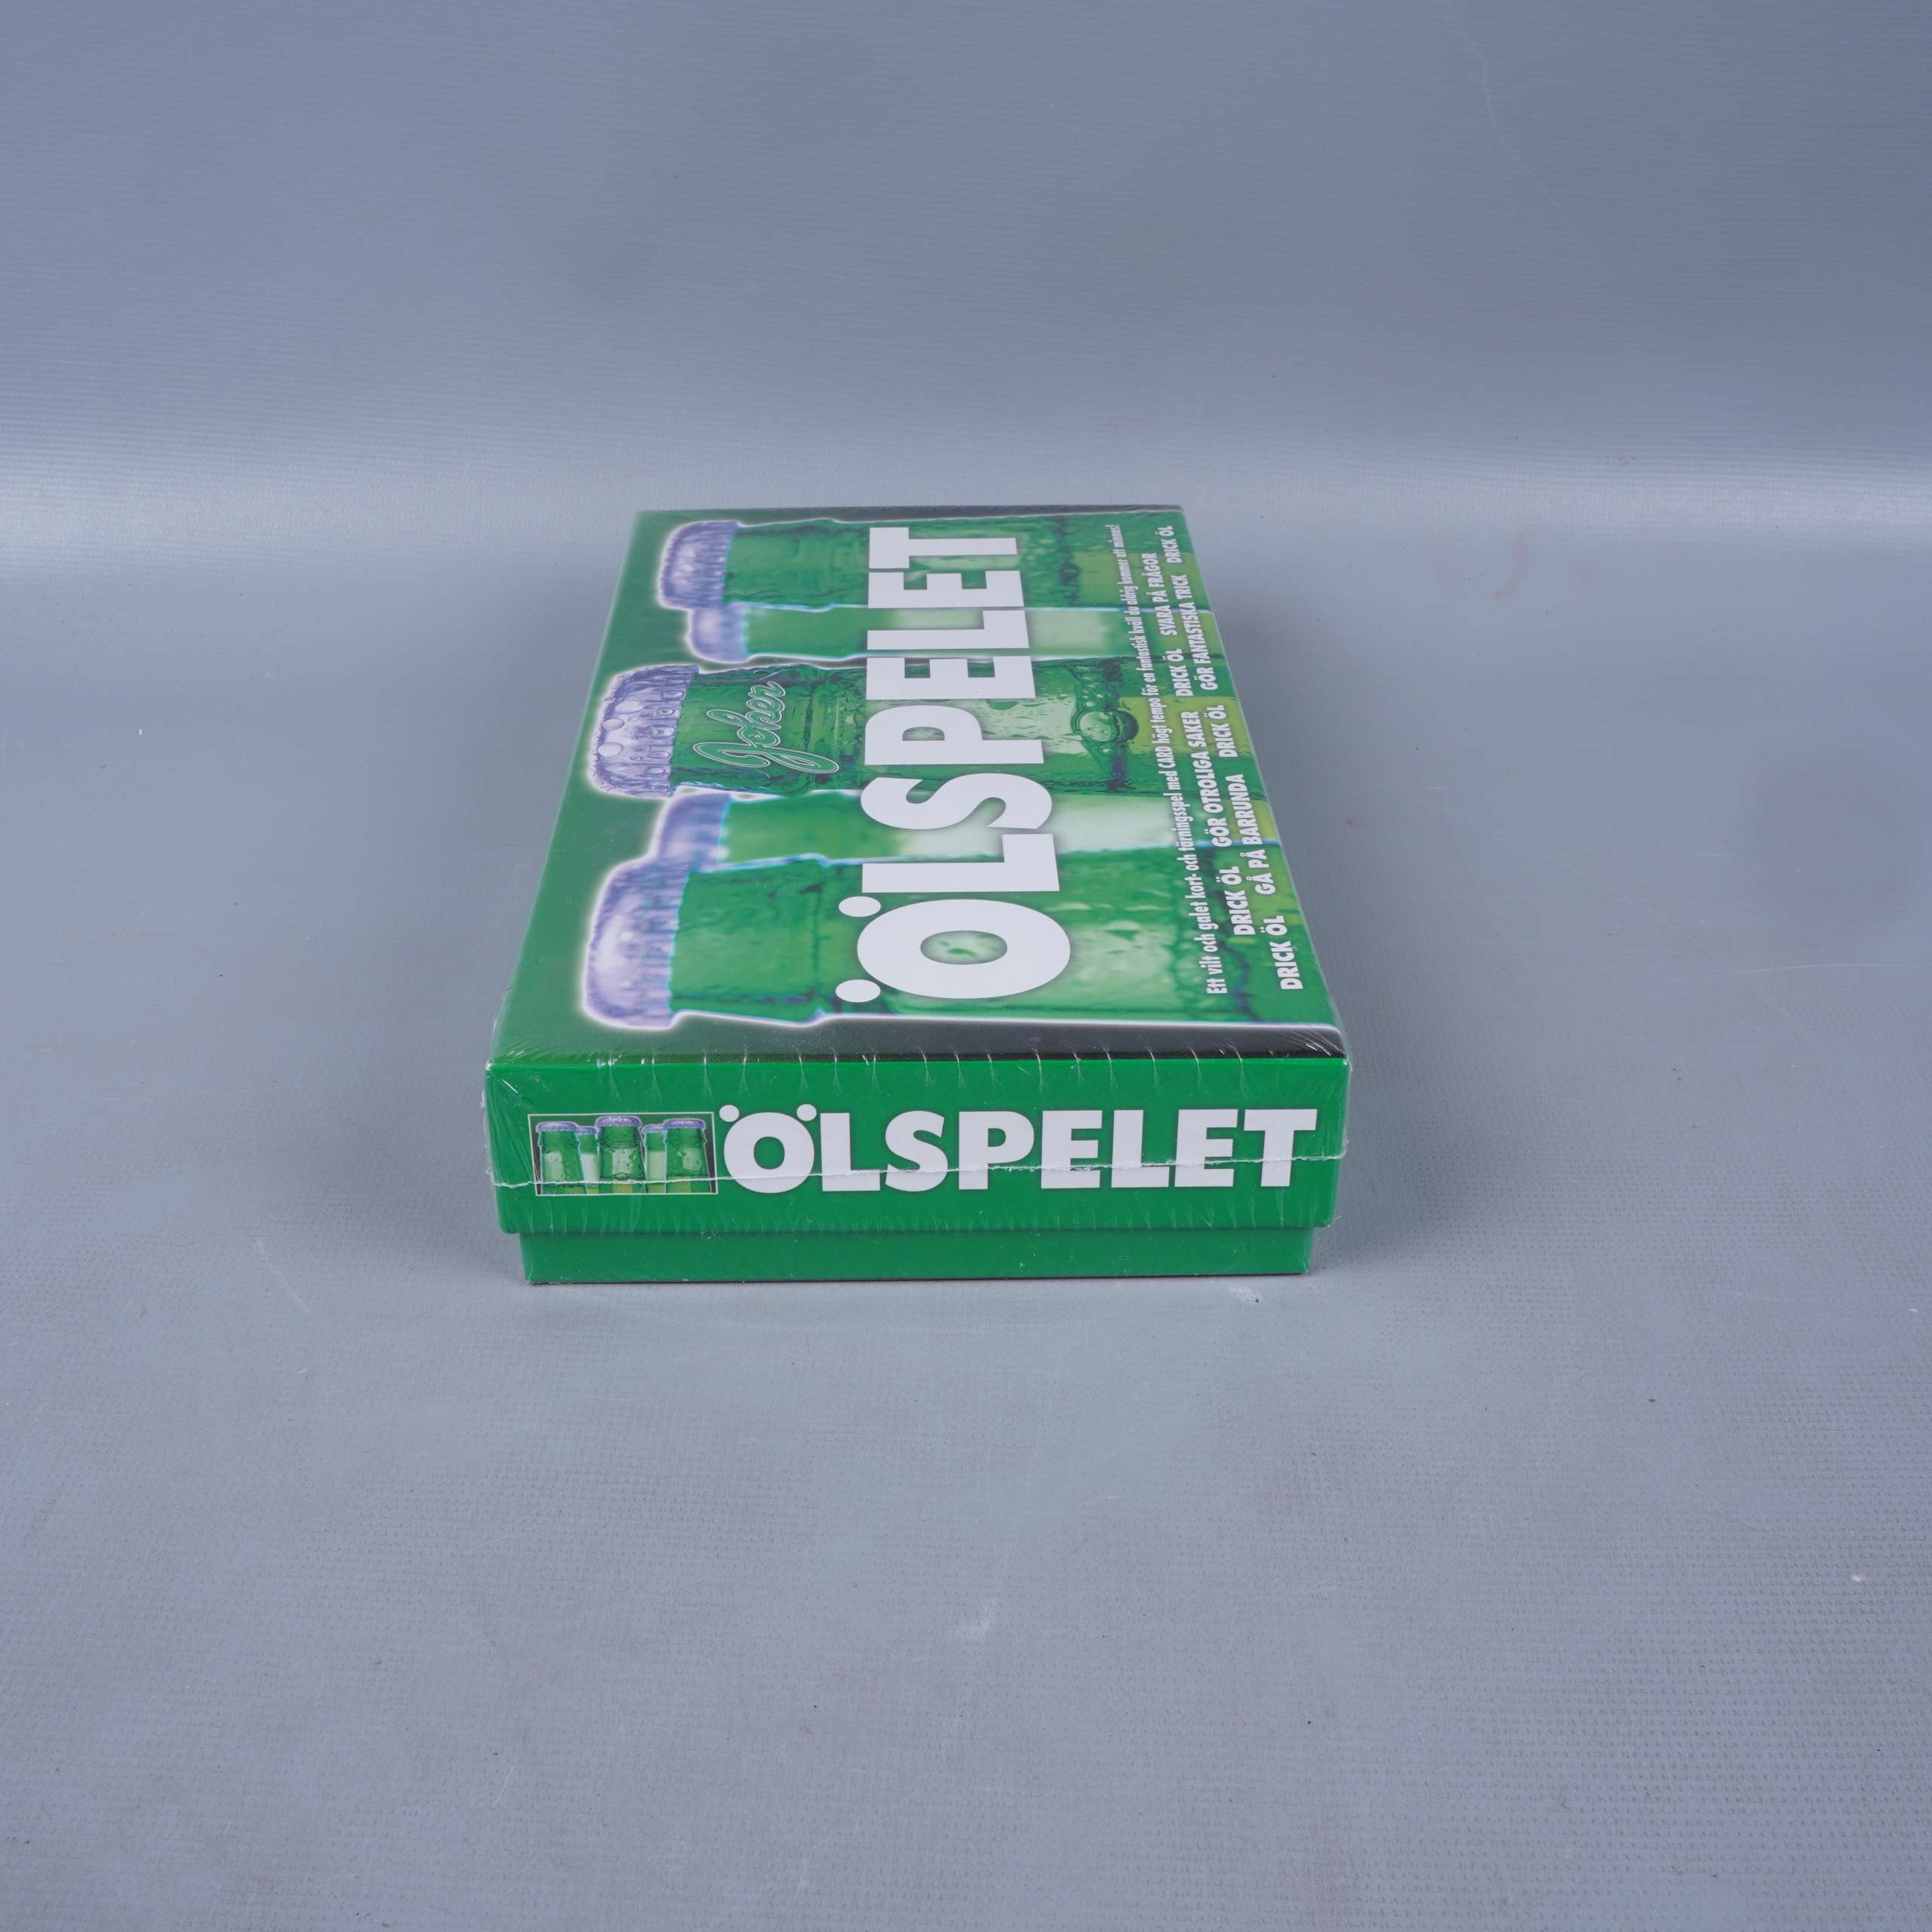 Joker
ÖLSPELET
Ett vilt och galet kort- och tärningsspel med CARD högt tempo för en fantastisk kväll du aldrig kommer att minnas!
DRICK ÖL GÖR OTROLIGA SAKER DRICK ÖL SVARA PÅ FRÅGOR
DRICK ÖL GÅ PÅ BARRUNDA DRICK ÖL GÖR FANTASTISKA TRICK DRICK ÖL
ÖLSPELET